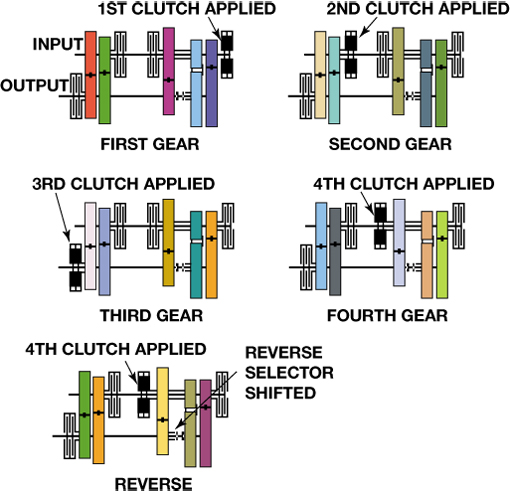 1ST CLUTCH APPLIED
INPUT
OUTPUT
FIRST GEAR
2ND CLUTCH APPLIED
SECOND GEAR
3RD CLUTCH APPLIED
THIRD GEAR
4TH CLUTCH APPLIED
FOURTH GEAR
4TH CLUTCH APPLIED
REVERSE
SELECTOR
SHIFTED
REVERSE